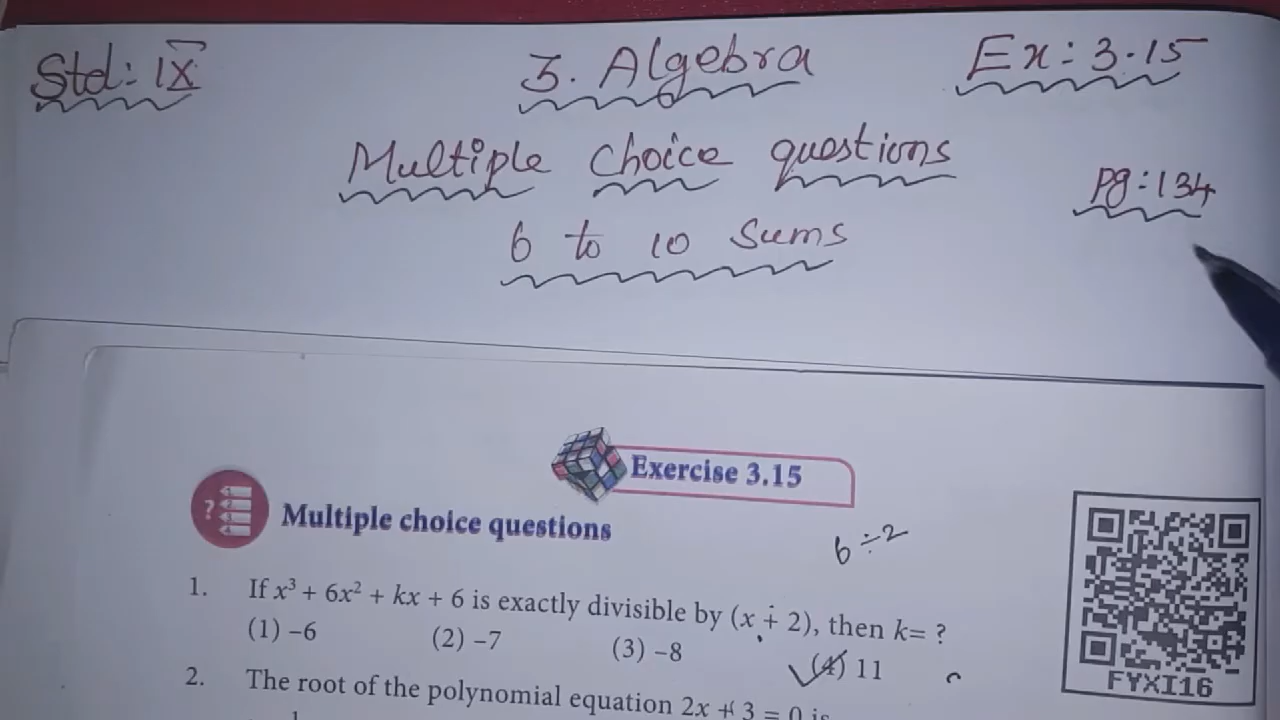 Std: IX
3. Algebra
Ex: 3.15
Multiple choice questions
Pg: 134
6 to 10 Sums
Exercise 3.15
Multiple choice questions
6 ÷ 2
1. If x³ + 6x² + kx + 6 is exactly divisible by (x + 2), then k= ?
(1) –6 (2) –7 (3) –8 (4) 11
2. The root of the polynomial equation 2x + 3 = 0 is
1
FYXI16